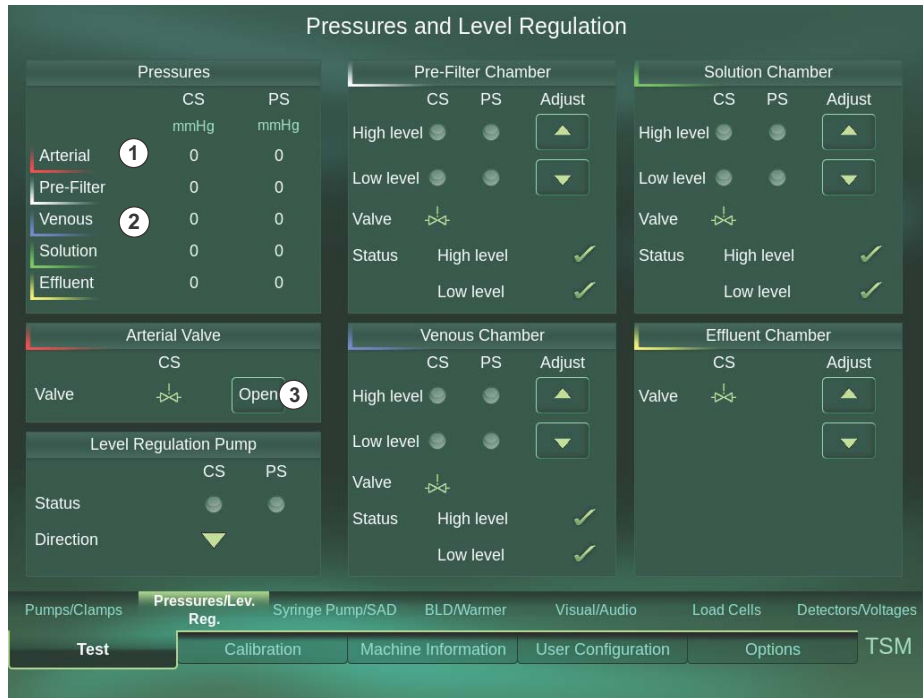 Pressures and Level Regulation
Pressures
CS PS
mmHg mmHg
Arterial 1 0 0
Pre-Filter 0 0
Venous 2 0 0
Solution 0 0
Effluent 0 0
Pre-Filter Chamber
CS PS Adjust
High level
Low level
Valve
Status High level
Low level
Solution Chamber
CS PS Adjust
High level
Low level
Valve
Status High level
Low level
Arterial Valve
CS
Valve Open 3
Level Regulation Pump
CS PS
Status
Direction
Venous Chamber
CS PS Adjust
High level
Low level
Valve
Status High level
Low level
Effluent Chamber
CS Adjust
Valve
Pumps/Clamps Pressures/Lev. Syringe Pump/SAD BLD/Warmer Visual/Audio Load Cells Detectors/Voltages
Reg.
Test Calibration Machine Information User Configuration Options TSM